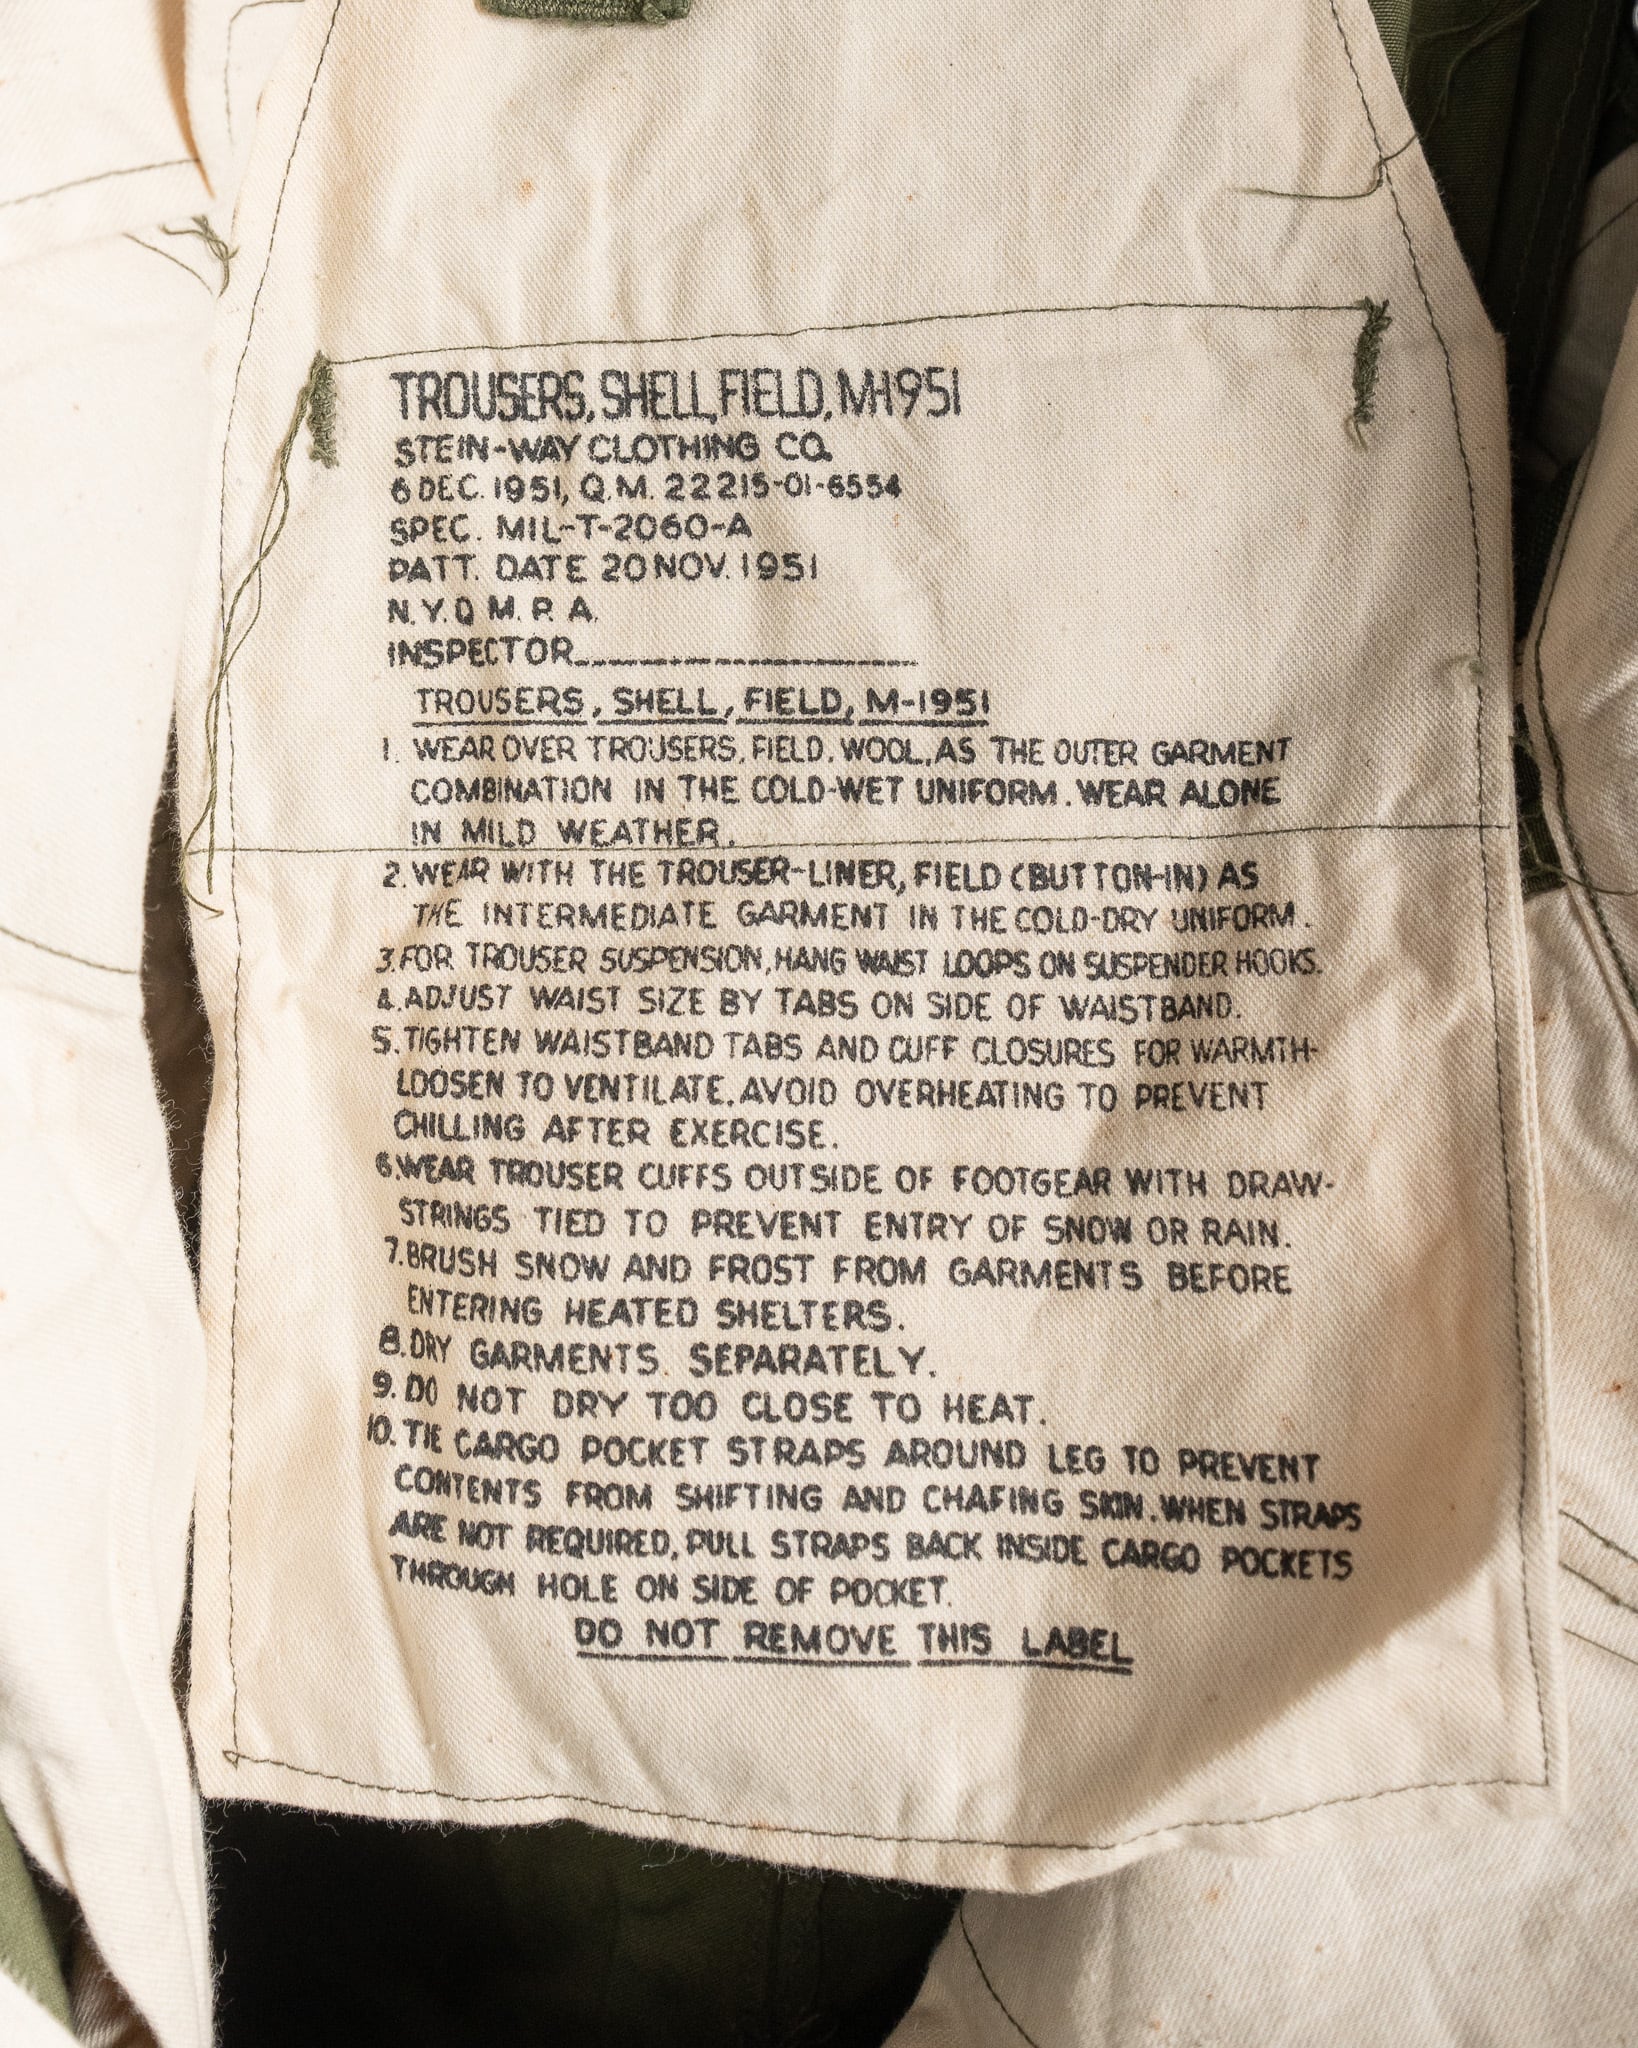 TROUSERS, SHELL, FIELD, M-1951
STEIN-WAY CLOTHING CO.
6 DEC. 1951, Q.M. 22215-01-6554
SPEC. MIL-T-2060-A
PATT. DATE 20 NOV. 1951
N.Y.Q M. P. A.
INSPECTOR
TROUSERS, SHELL, FIELD, M-1951
1. WEAR OVER TROUSERS, FIELD, WOOL, AS THE OUTER GARMENT
COMBINATION IN THE COLD-WET UNIFORM. WEAR ALONE
IN MILD WEATHER.
2. WEAR WITH THE TROUSER-LINER, FIELD (BUTTON-IN) AS
THE INTERMEDIATE GARMENT IN THE COLD-DRY UNIFORM.
3. FOR TROUSER SUSPENSION, HANG WAIST LOOPS ON SUSPENDER HOOKS.
4. ADJUST WAIST SIZE BY TABS ON SIDE OF WAISTBAND.
5. TIGHTEN WAISTBAND TABS AND CUFF CLOSURES FOR WARMTH-
LOOSEN TO VENTILATE. AVOID OVERHEATING TO PREVENT
CHILLING AFTER EXERCISE.
6. WEAR TROUSER CUFFS OUTSIDE OF FOOTGEAR WITH DRAW-
STRINGS TIED TO PREVENT ENTRY OF SNOW OR RAIN.
7. BRUSH SNOW AND FROST FROM GARMENTS BEFORE
ENTERING HEATED SHELTERS.
8. DRY GARMENTS SEPARATELY.
9. DO NOT DRY TOO CLOSE TO HEAT.
10. TIE CARGO POCKET STRAPS AROUND LEG TO PREVENT
CONTENTS FROM SHIFTING AND CHAFING SKIN. WHEN STRAPS
ARE NOT REQUIRED, PULL STRAPS BACK INSIDE CARGO POCKETS
THROUGH HOLE ON SIDE OF POCKET.
DO NOT REMOVE THIS LABEL